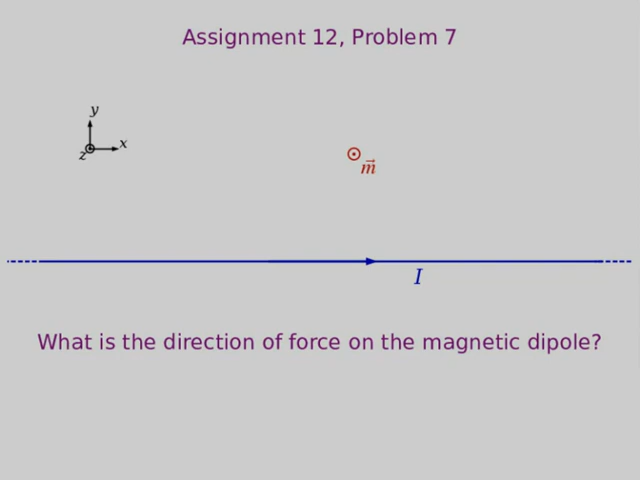 Assignment 12, Problem 7
y
x
z
m⃗
I
What is the direction of force on the magnetic dipole?